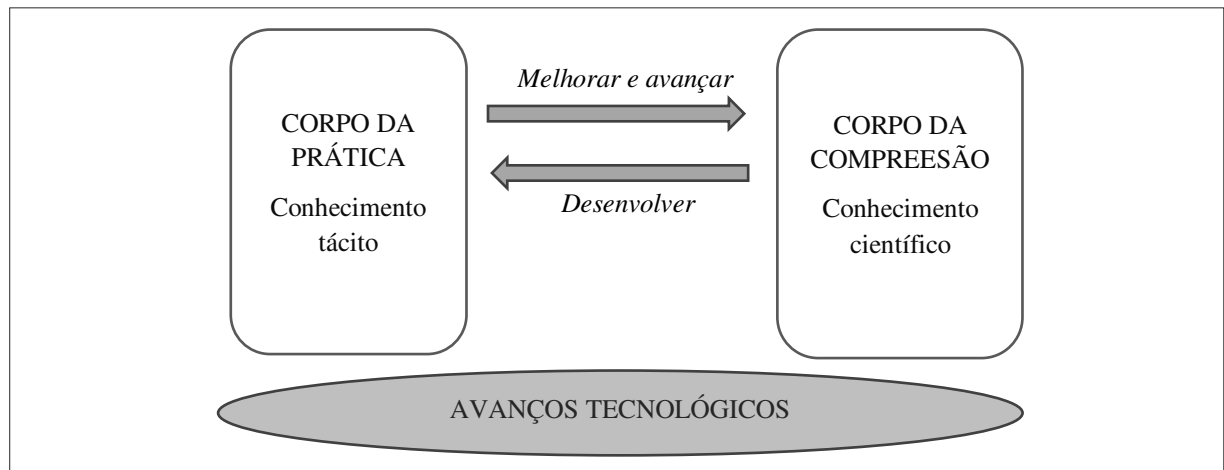 CORPO DA
PRÁTICA
Conhecimento
tácito
Melhorar e avançar
Desenvolver
CORPO DA
COMPREESÃO
Conhecimento
científico
AVANÇOS TECNOLÓGICOS